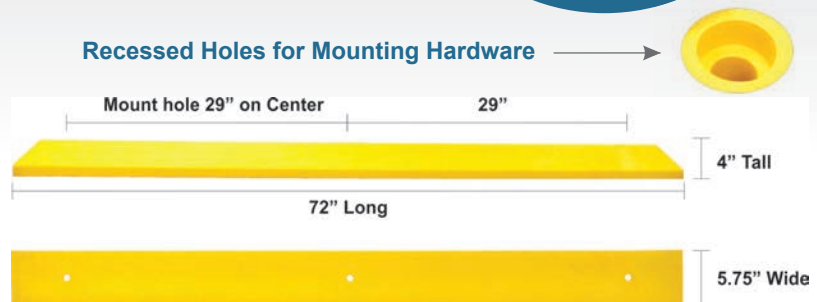 Recessed Holes for Mounting Hardware
Mount hole 29” on Center
29”
4” Tall
72” Long
5.75” Wide